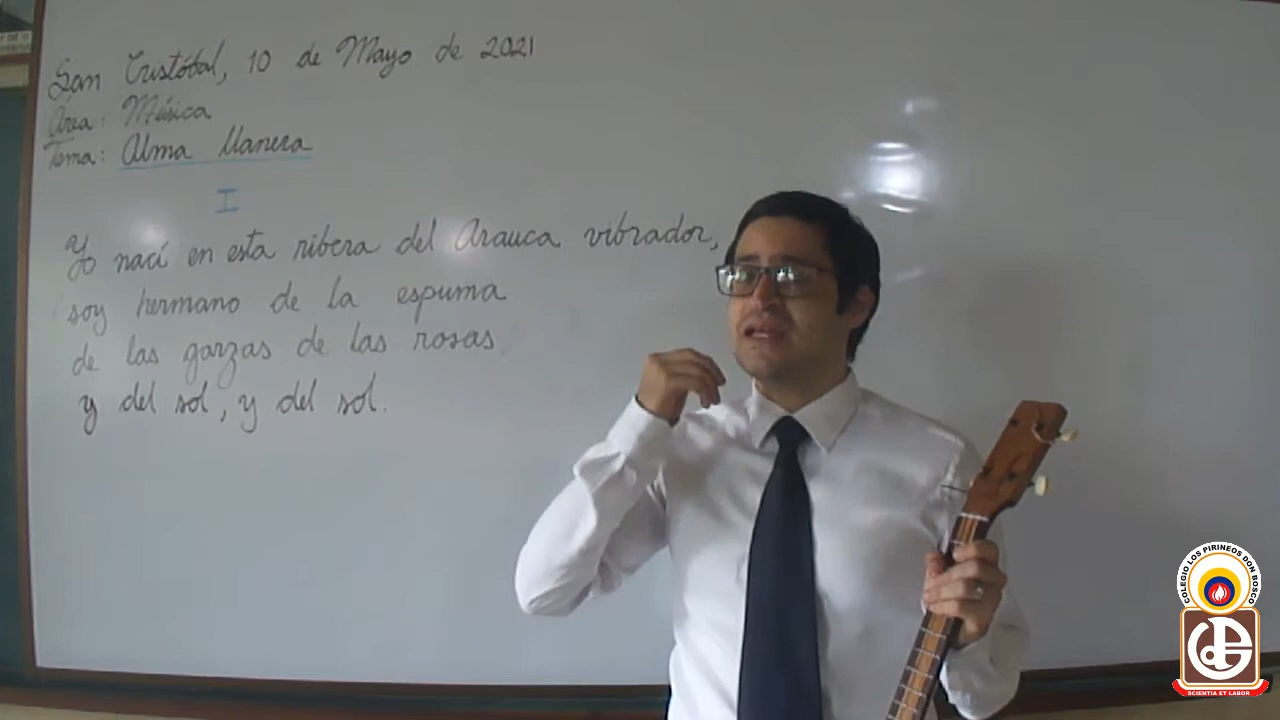 San Cristóbal, 10 de Mayo de 2021
Área: Música
Tema: Alma llanera
I
Yo nací en esta ribera del Arauca vibrador,
soy hermano de la espuma
de las garzas de las rosas
y del sol, y del sol.
COLEGIO LOS PIRINEOS DON BOSCO
SCIENTIA ET LABOR